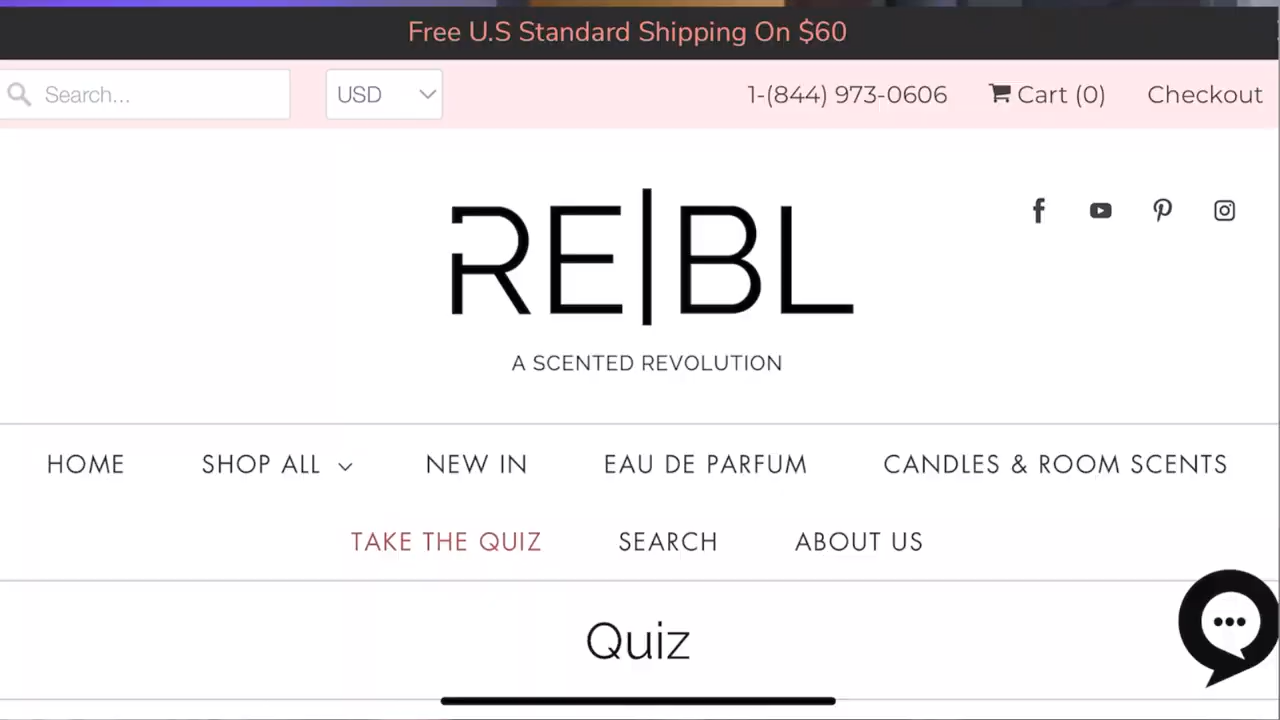 Free U.S Standard Shipping On $60
Search...
USD
1-(844) 973-0606
Cart (0)
Checkout
RE|BL
A SCENTED REVOLUTION
HOME
SHOP ALL
NEW IN
EAU DE PARFUM
CANDLES & ROOM SCENTS
TAKE THE QUIZ
SEARCH
ABOUT US
Quiz